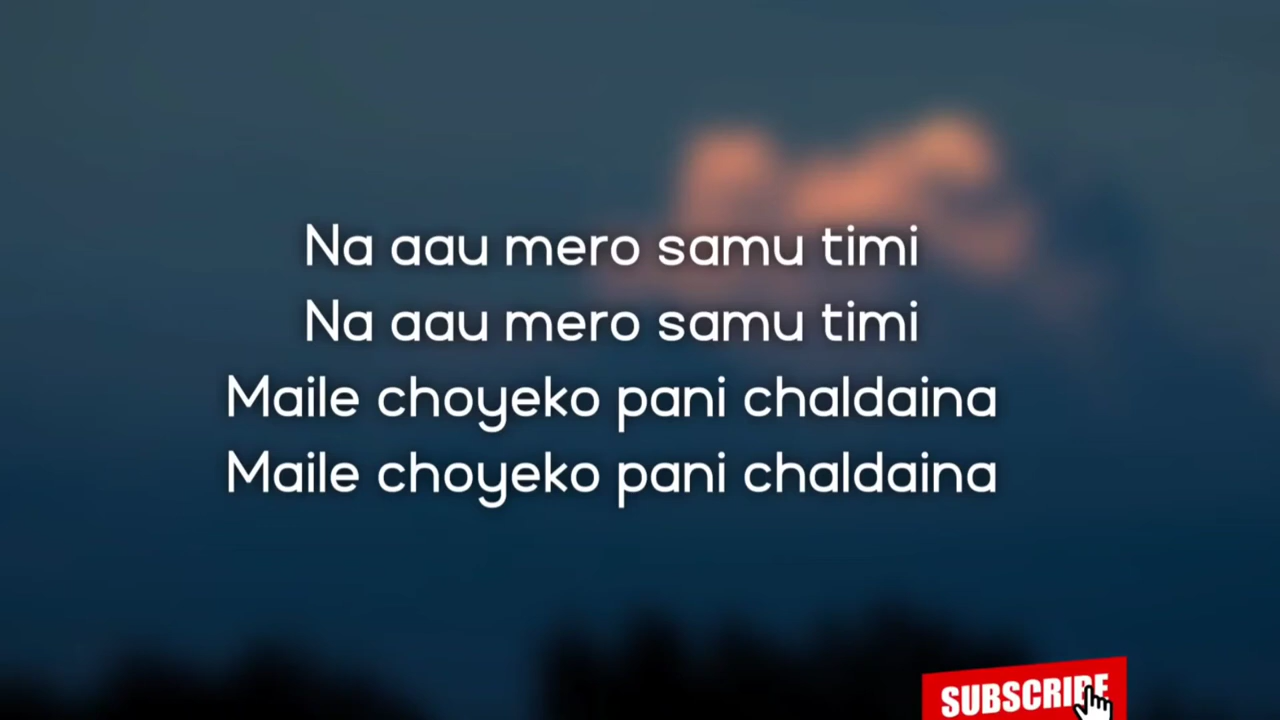 Na aau mero samu timi
Na aau mero samu timi
Maile choyeko pani chaldaina
Maile choyeko pani chaldaina
SUBSCRIBE